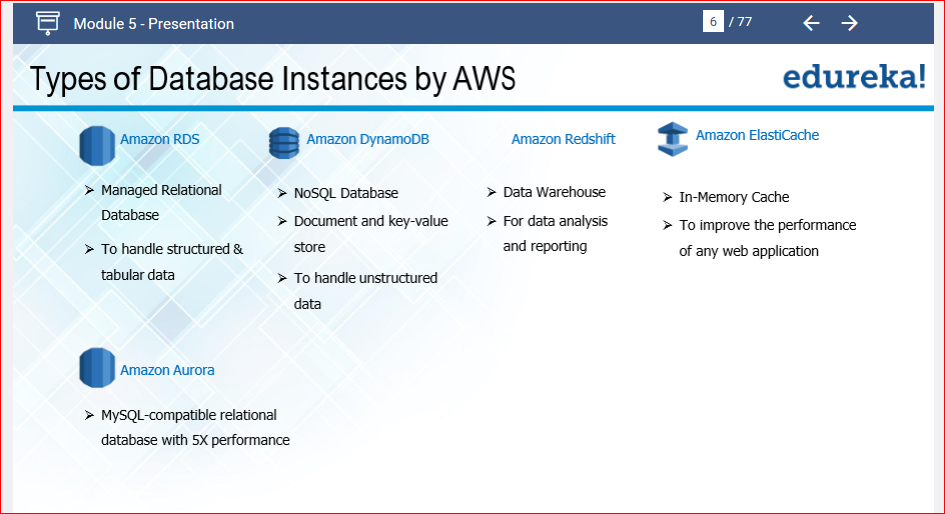 Module 5 - Presentation
6 / 77
Types of Database Instances by AWS
edureka!
Amazon RDS
➢ Managed Relational
Database
➢ To handle structured &
tabular data
Amazon DynamoDB
➢ NoSQL Database
➢ Document and key-value
store
➢ To handle unstructured
data
Amazon Redshift
➢ Data Warehouse
➢ For data analysis
and reporting
Amazon ElastiCache
➢ In-Memory Cache
➢ To improve the performance
of any web application
Amazon Aurora
➢ MySQL-compatible relational
database with 5X performance